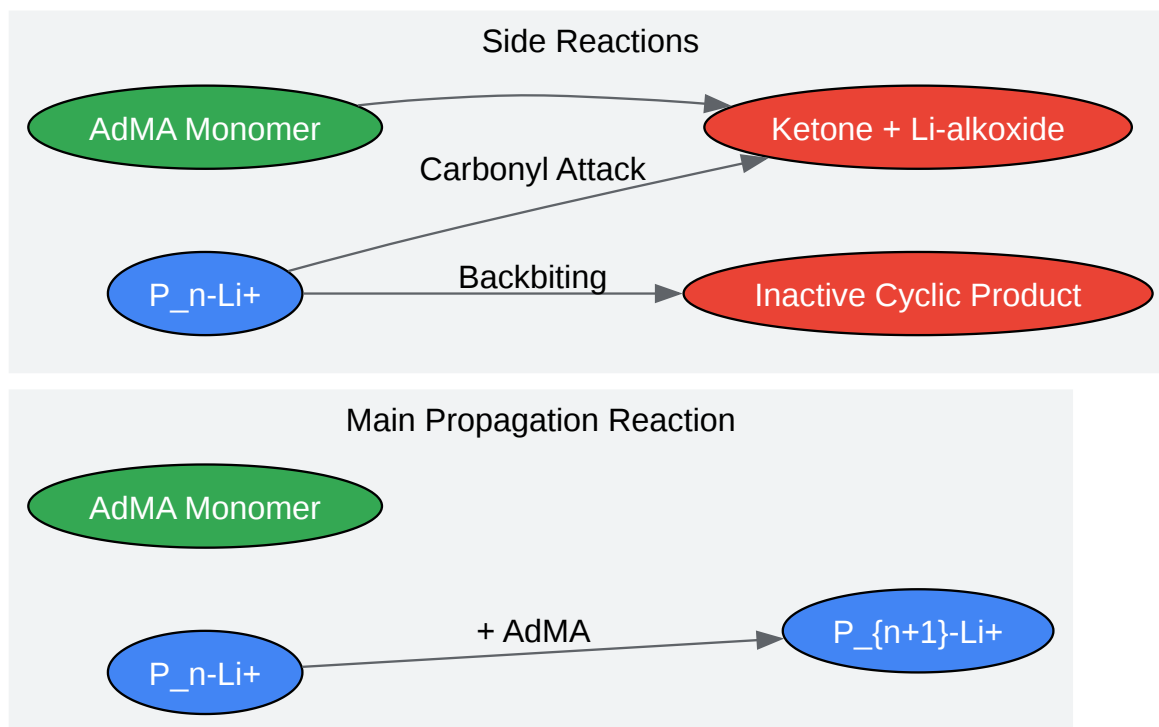 Side Reactions
AdMA Monomer
Ketone + Li-alkoxide
Carbonyl Attack
P_n-Li+
Backbiting
Inactive Cyclic Product
Main Propagation Reaction
AdMA Monomer
+ AdMA
P_{n+1}-Li+
P_n-Li+